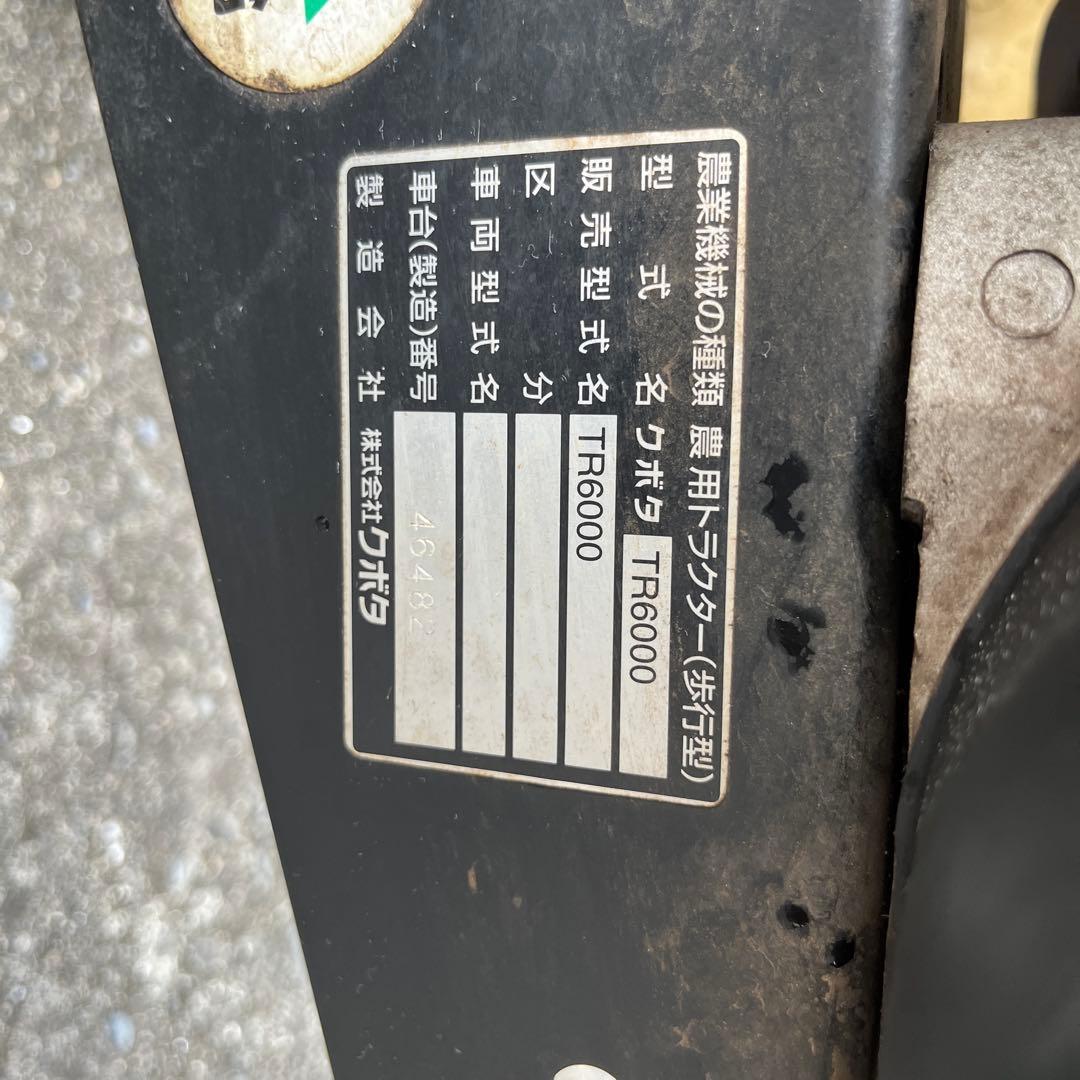 農業機械の種類 農用トラクター(歩行型)
型式名 クボタ TR6000
販売型式名 TR6000
区分
車両型式名
車台(製造)番号 46482
製造会社 株式会社クボタ